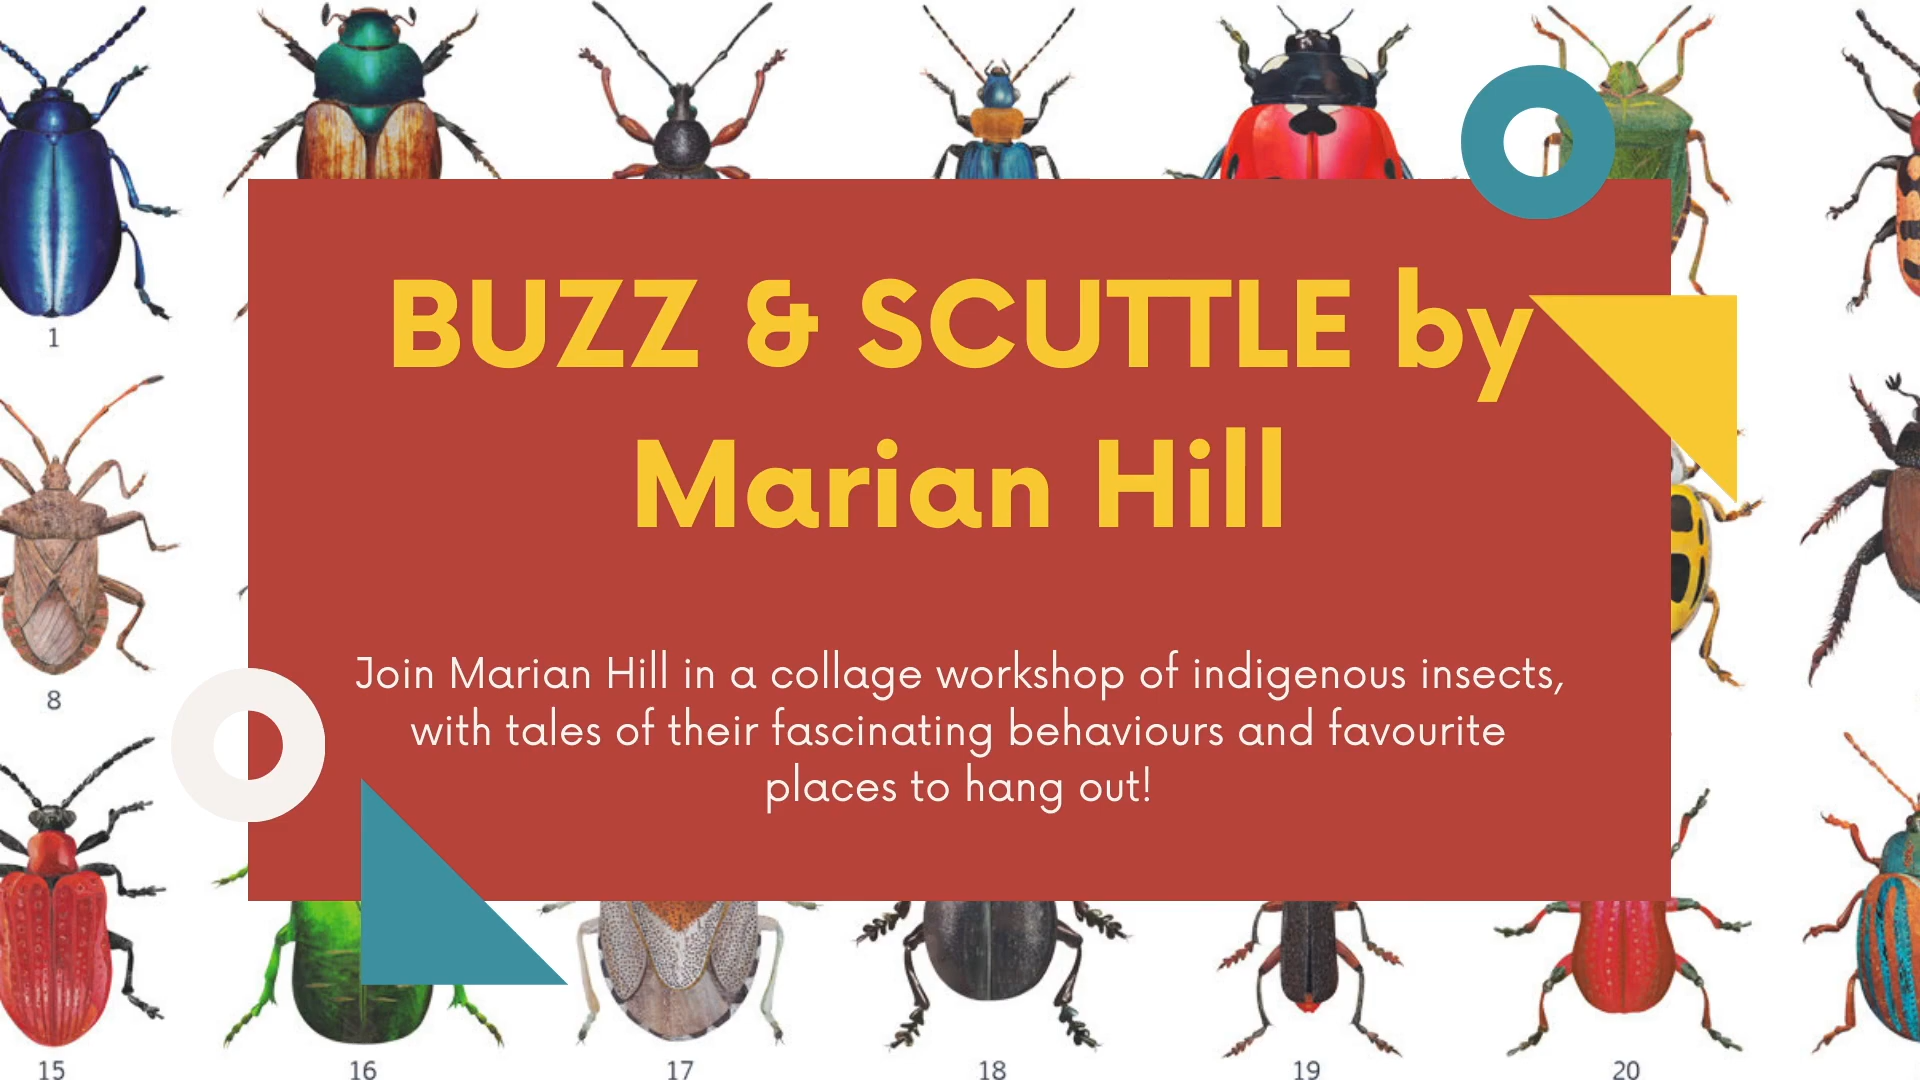 BUZZ & SCUTTLE by
Marian Hill
Join Marian Hill in a collage workshop of indigenous insects,
with tales of their fascinating behaviours and favourite
places to hang out!
1
8
15 16 17 18 19 20